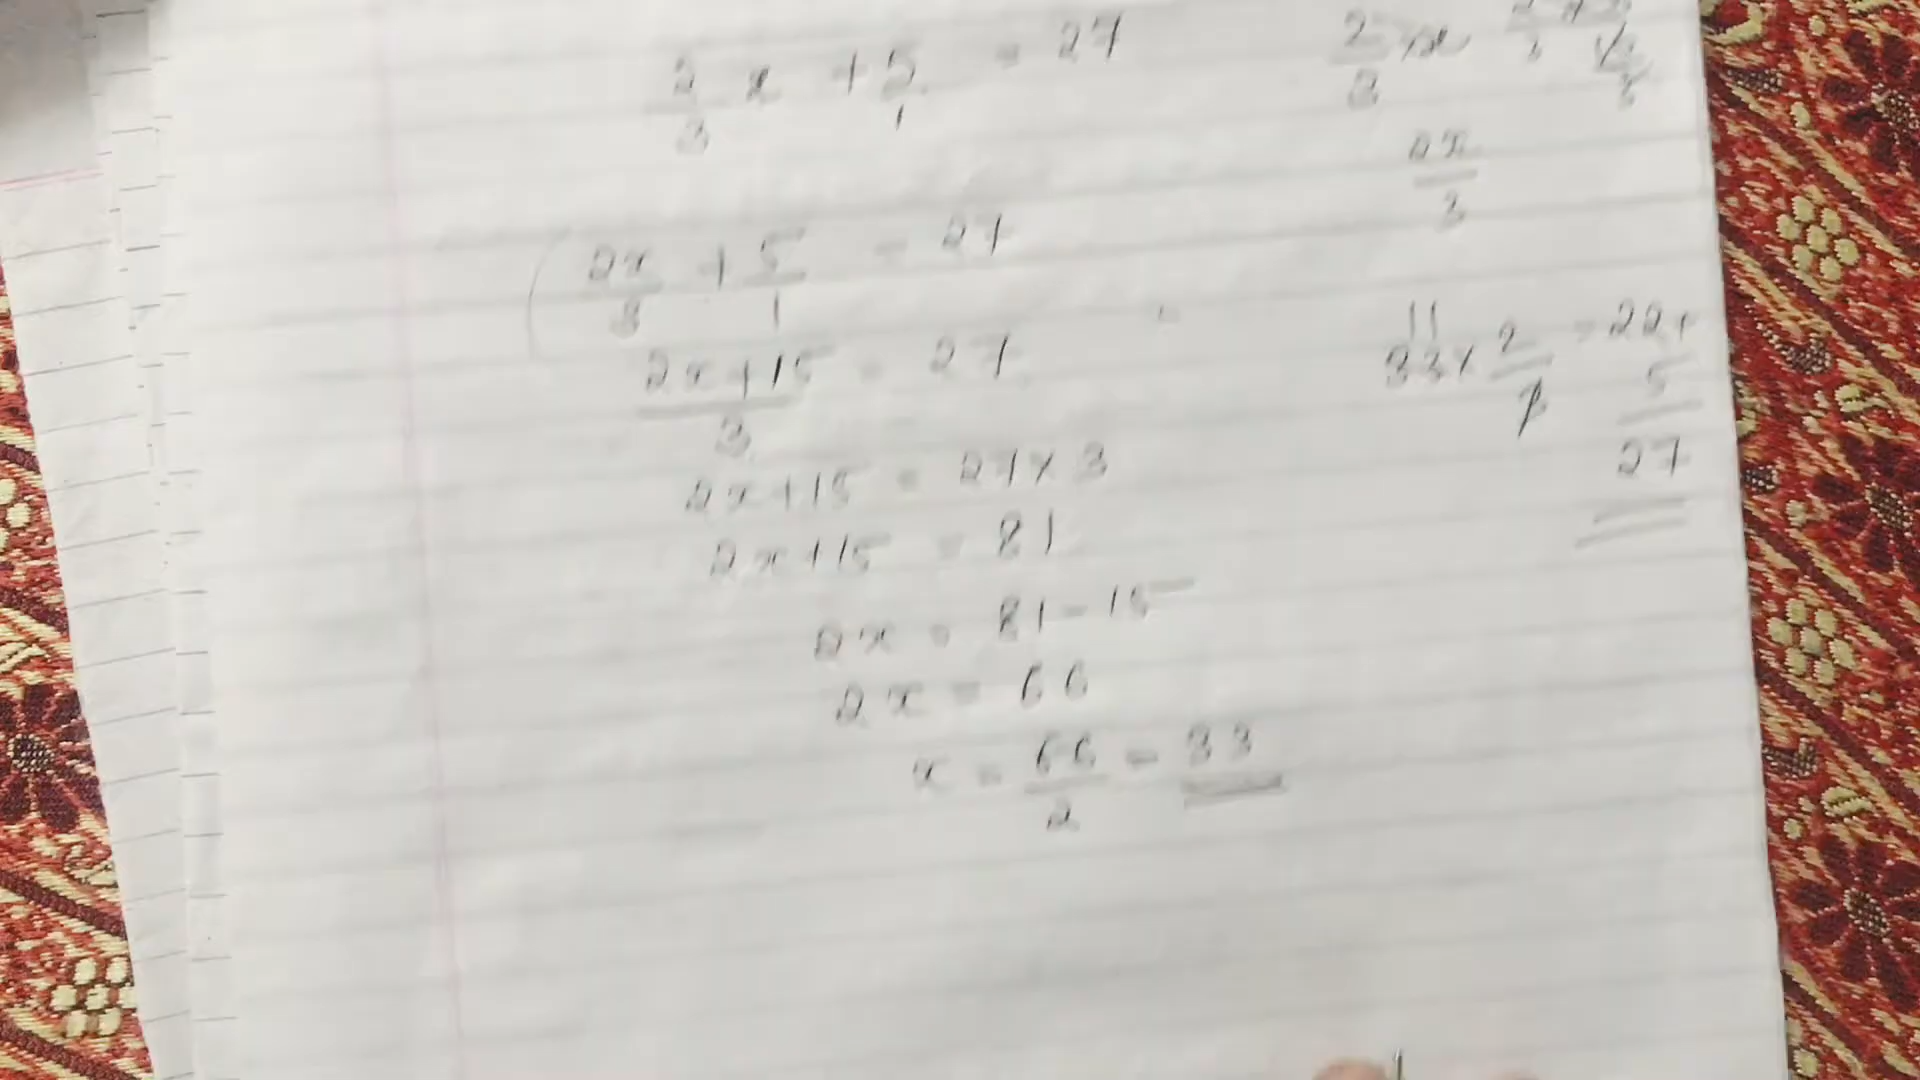 2/3 x + 5/1 = 27
2x/3 + 5/1 = 27
(2x+15)/3 = 27
2x+15 = 27×3
2x+15 = 81
2x = 81-15
2x = 66
x = 66/2 = 33
2/3 × x
2x/3
11
33 × 2/3 = 22+
5
27